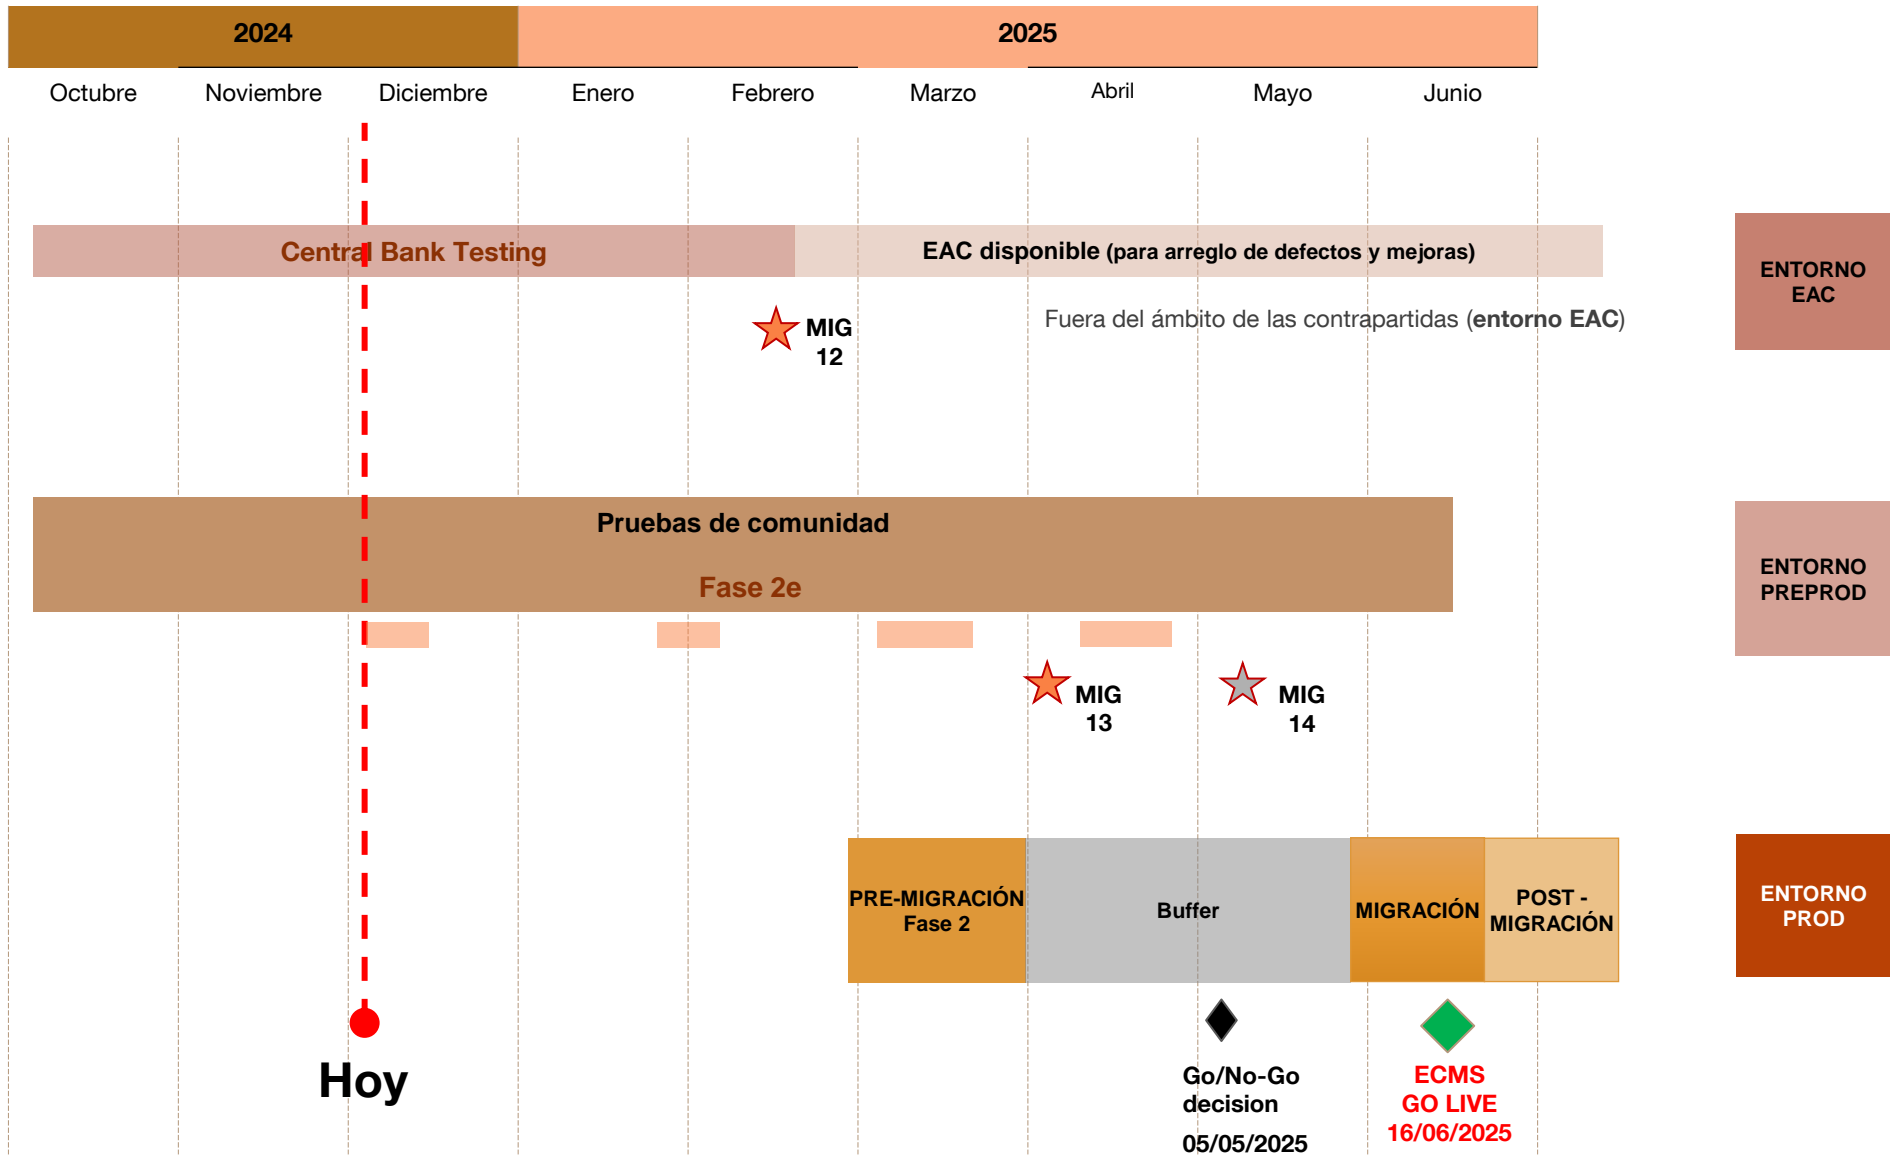 2024
2025
Octubre
Noviembre
Diciembre
Enero
Febrero
Marzo
Abril
Mayo
Junio
Central Bank Testing
EAC disponible (para arreglo de defectos y mejoras)
ENTORNO
EAC
MIG
12
Fuera del ámbito de las contrapartidas (entorno EAC)
Pruebas de comunidad
Fase 2e
ENTORNO
PREPROD
MIG
13
MIG
14
PRE-MIGRACIÓN
Fase 2
Buffer
MIGRACIÓN
POST -
MIGRACIÓN
ENTORNO
PROD
Hoy
Go/No-Go
decision
05/05/2025
ECMS
GO LIVE
16/06/2025